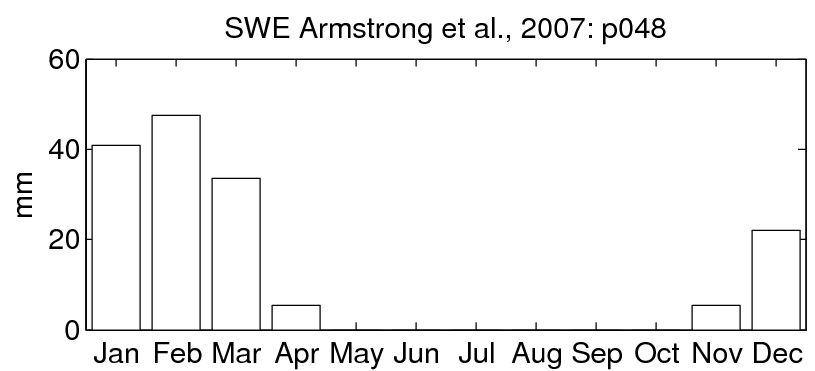 SWE Armstrong et al., 2007: p048
60
40
20
0
mm
Jan Feb Mar Apr May Jun Jul Aug Sep Oct Nov Dec